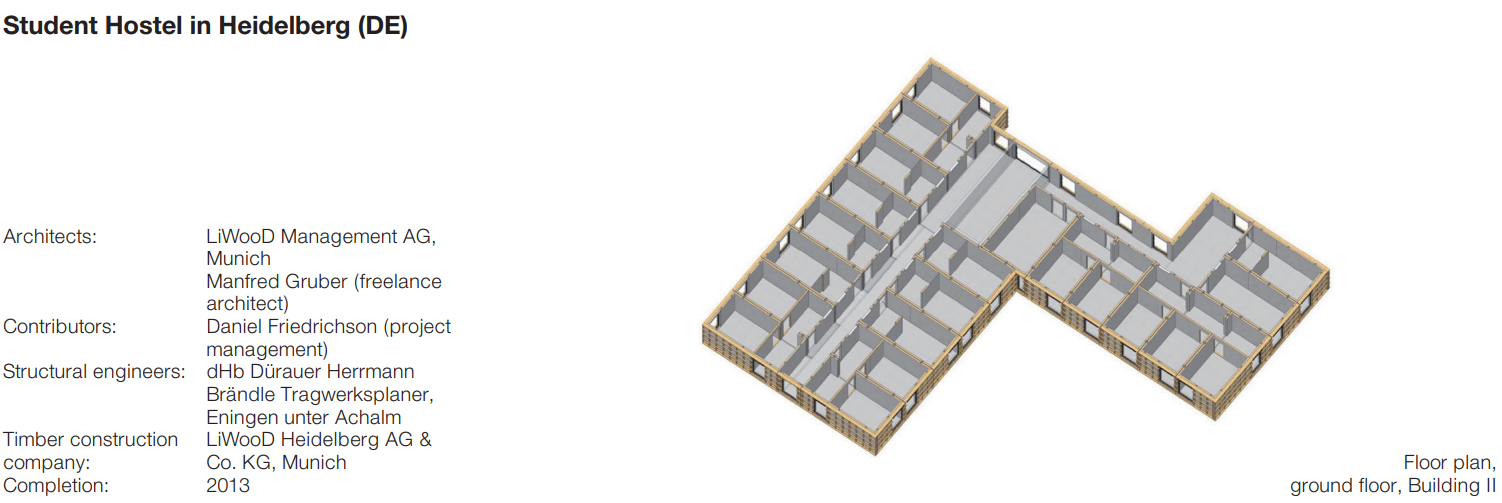 Student Hostel in Heidelberg (DE)
Architects: LiWooD Management AG,
Munich
Manfred Gruber (freelance
architect)
Contributors: Daniel Friedrichson (project
management)
Structural engineers: dHb Dürauer Herrmann
Brändle Tragwerksplaner,
Eningen unter Achalm
Timber construction LiWooD Heidelberg AG &
company: Co. KG, Munich
Completion: 2013
Floor plan,
ground floor, Building II